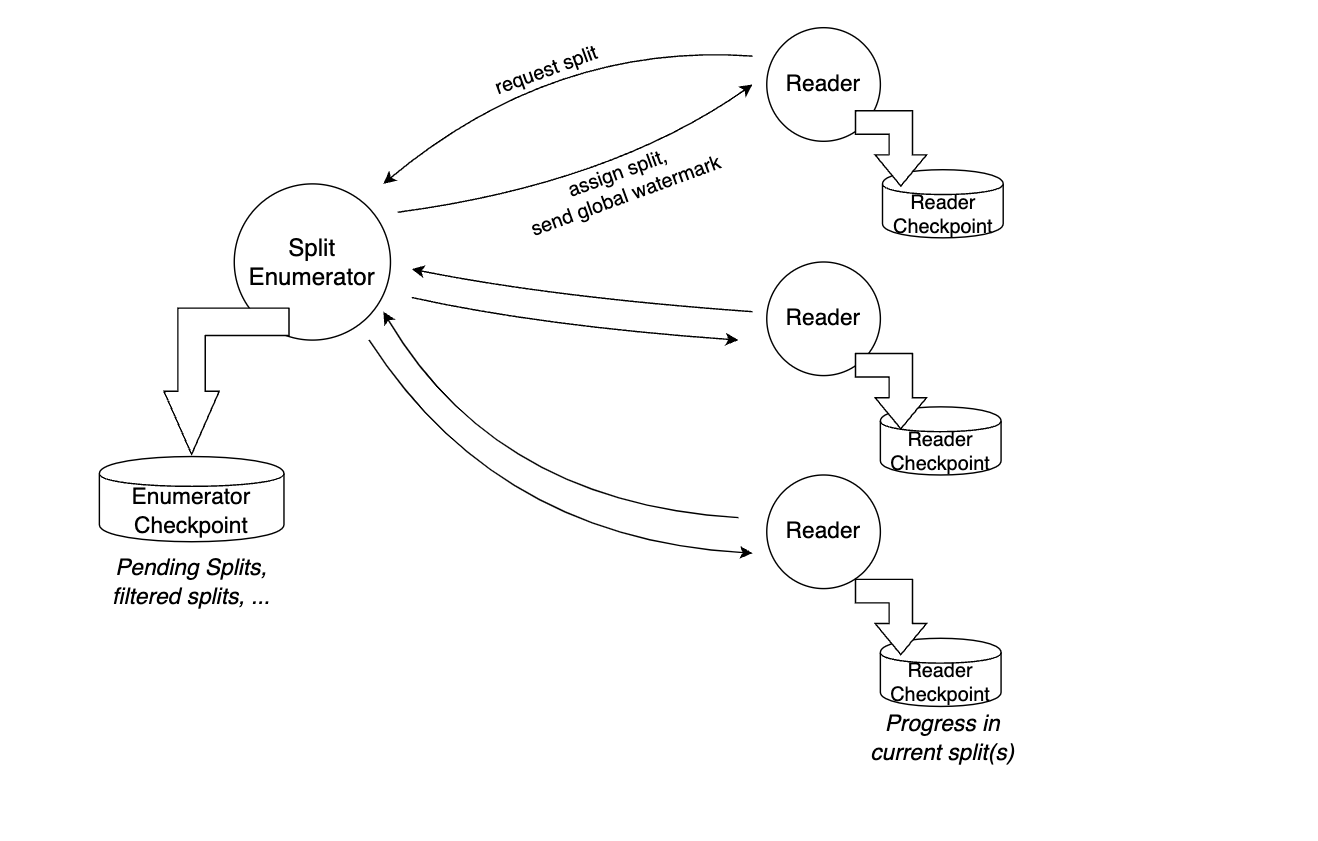 request split
Reader
assign split,
send global watermark
Reader
Checkpoint
Split
Enumerator
Reader
Reader
Checkpoint
Enumerator
Checkpoint
Pending Splits,
filtered splits, ...
Reader
Reader
Checkpoint
Progress in
current split(s)